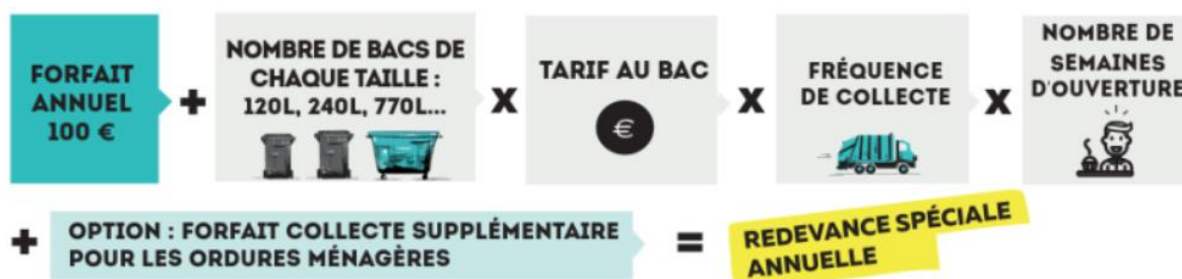 FORFAIT
ANNUEL
100 €
+
NOMBRE DE BACS DE
CHAQUE TAILLE :
120L, 240L, 770L...
X
TARIF AU BAC
€
X
FRÉQUENCE
DE COLLECTE
X
NOMBRE DE
SEMAINES
D'OUVERTURE
+
OPTION : FORFAIT COLLECTE SUPPLÉMENTAIRE
POUR LES ORDURES MÉNAGÈRES
=
REDEVANCE SPÉCIALE
ANNUELLE